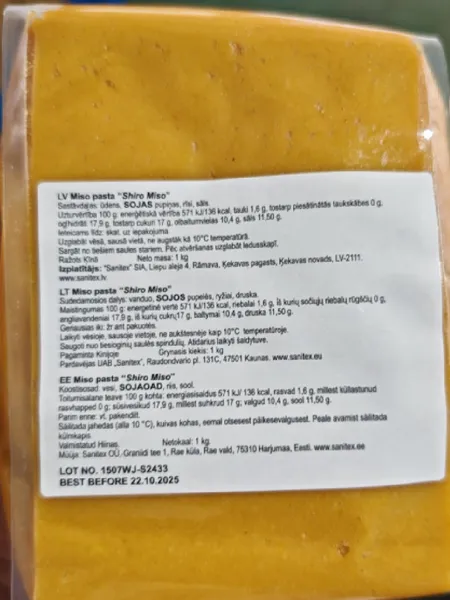 LV Miso pasta "Shiro Miso"
Sastāvdaļas: ūdens, SOJAS pupiņas, rīsi, sāls.
Uzturvērtība 100 g: enerģētiskā vērtība 571 kJ/136 kcal, tauki 1,6 g, tostarp piesātinātās taukskābes 0 g,
ogļhidrāti 17,9 g, tostarp cukuri 17 g, olbaltumvielas 10,4 g, sāls 11,50 g.
Ieteicams līdz: skat. uz iepakojuma
Uzglabāt vēsā, sausā vietā, ne augstāk kā 10°C temperatūrā.
Sargāt no tiešiem saules stariem. Pēc atvēršanas uzglabāt ledusskapī.
Ražots Ķīnā Neto masa: 1 kg
Izplatītājs: "Sanitex" SIA, Liepu aleja 4, Rāmava, Ķekavas pagasts, Ķekavas novads, LV-2111.
www.sanitex.lv.
LT Miso pasta "Shiro Miso"
Sudedamosios dalys: vanduo, SOJOS pupelės, ryžiai, druska.
Maistingumas 100 g: energetinė vertė 571 kJ/136 kcal, riebalai 1,6 g, iš kurių sočiųjų riebalų rūgščių 0 g,
angliavandeniai 17,9 g, iš kurių cukrų17 g, baltymai 10,4 g, druska 11,50 g.
Geriausias iki: žr ant pakuotės.
Laikyti vėsioje, sausoje vietoje, ne aukštesnėje kaip 10°C temperatūroje.
Saugoti nuo tiesioginių saulės spindulių. Atidarius laikyti šaldytuve.
Pagaminta Kinijoje Grynasis kiekis: 1 kg
Pardavėjas UAB „Sanitex", Raudondvario pl. 131C, 47501 Kaunas. www.sanitex.eu
EE Miso pasta "Shiro Miso"
Koostisosad: vesi, SOJAOAD, riis, sool.
Toitumisalane teave 100 g kohta: energiasisaldus 571 kJ/ 136 kcal, rasvad 1,6 g, millest küllastunud
rasvhapped 0 g; süsivesikud 17,9 g, millest suhkrud 17 g; valgud 10,4 g, sool 11,50 g.
Parim enne: vt. pakendilt.
Säilitada jahedas (alla 10 °C), kuivas kohas, eemal otsesest päikesevalgusest. Peale avamist säilitada
külmkapis.
Valmistatud Hiinas. Netokaal: 1 kg.
Müüja: Sanitex OÜ, Graniidi tee 1, Rae küla, Rae vald, 75310 Harjumaa, Eesti. www.sanitex.ee
LOT NO. 1507WJ-S2433
BEST BEFORE 22.10.2025